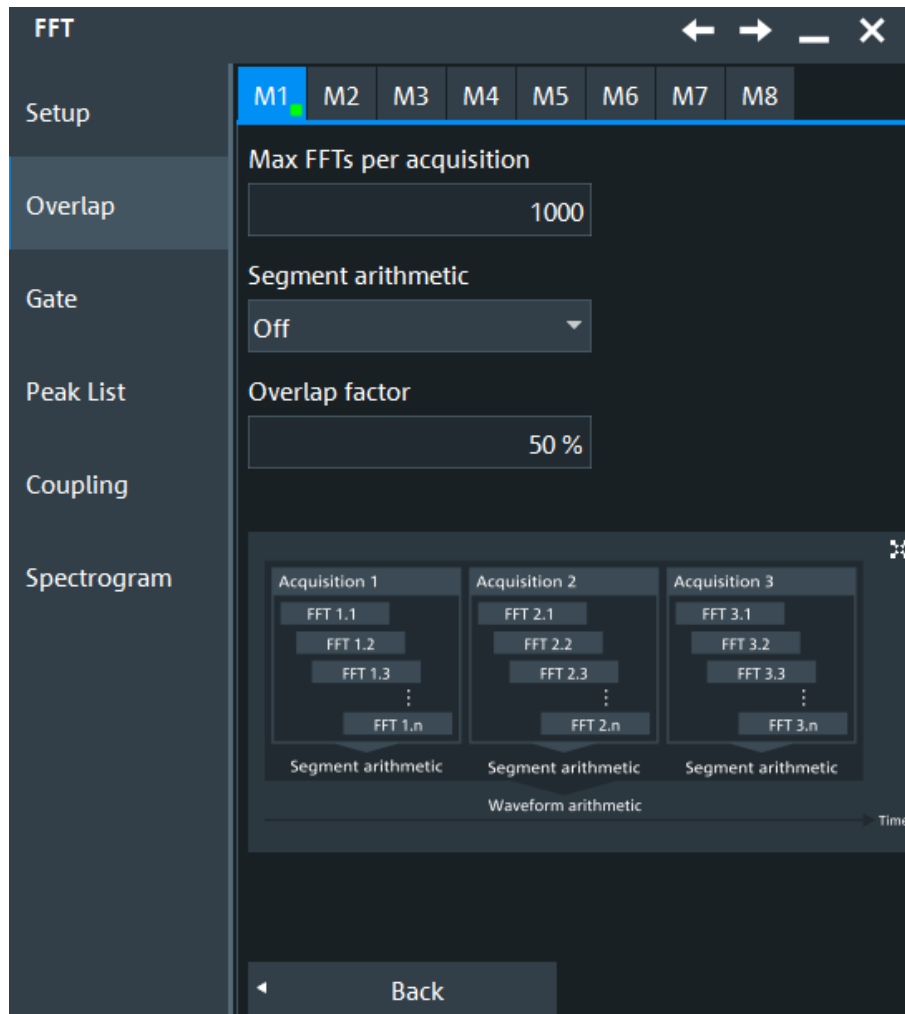 FFT
Setup
Overlap
Gate
Peak List
Coupling
Spectrogram
M1 M2 M3 M4 M5 M6 M7 M8
Max FFTs per acquisition
1000
Segment arithmetic
Off
Overlap factor
50 %
Acquisition 1 Acquisition 2 Acquisition 3
FFT 1.1 FFT 2.1 FFT 3.1
FFT 1.2 FFT 2.2 FFT 3.2
FFT 1.3 FFT 2.3 FFT 3.3
FFT 1.n FFT 2.n FFT 3.n
Segment arithmetic Segment arithmetic Segment arithmetic
Waveform arithmetic
Time
Back